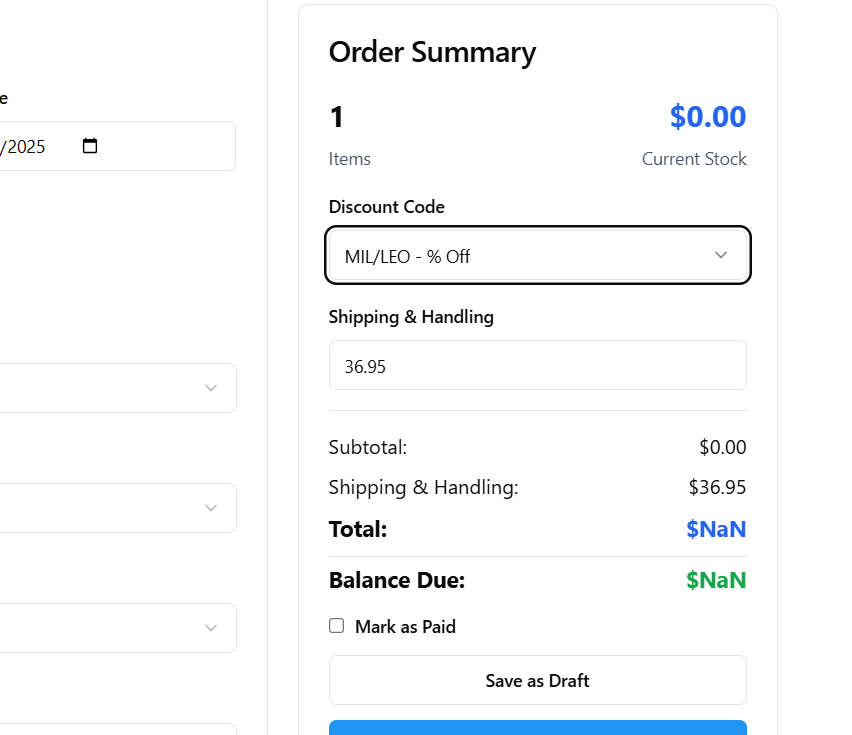 Order Summary
1
$0.00
Items
Current Stock
e
/2025
Discount Code
MIL/LEO - % Off
Shipping & Handling
36.95
Subtotal:
$0.00
Shipping & Handling:
$36.95
Total:
$NaN
Balance Due:
$NaN
Mark as Paid
Save as Draft